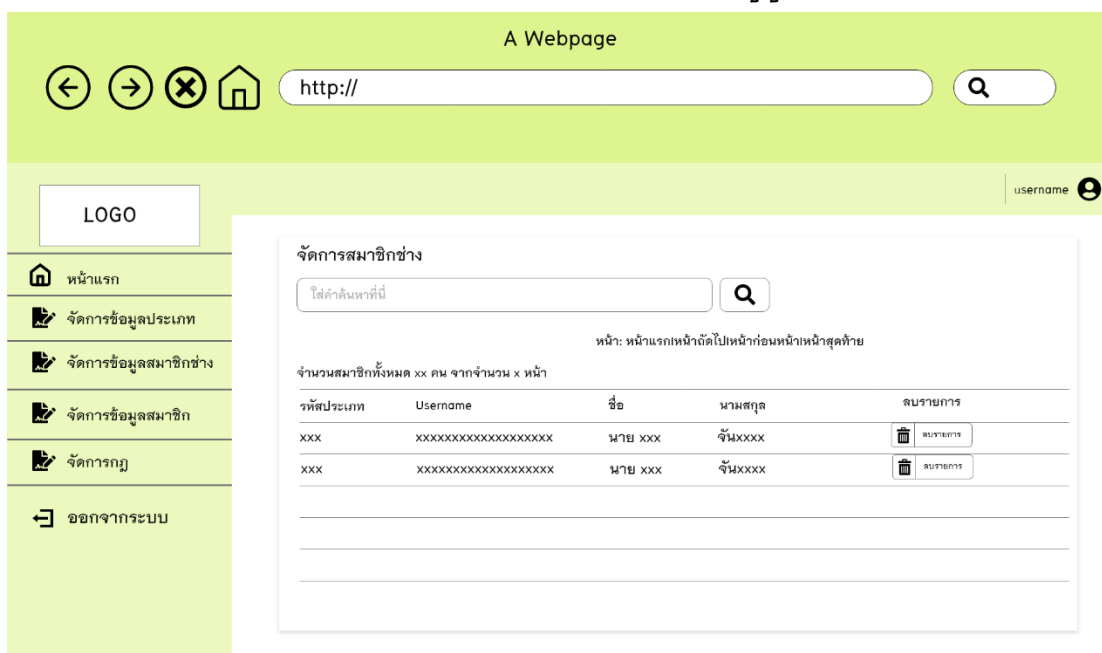 A Webpage
http://
username
LOGO
หน้าแรก
จัดการข้อมูลประเภท
จัดการข้อมูลสมาชิกช่าง
จัดการข้อมูลสมาชิก
จัดการกฎ
ออกจากระบบ
จัดการสมาชิกช่าง
ใส่คำค้นหาที่นี่
หน้า: หน้าแรก|หน้าถัดไป|หน้าก่อนหน้า|หน้าสุดท้าย
จำนวนสมาชิกทั้งหมด xx คน จากจำนวน x หน้า
รหัสประเภท Username ชื่อ นามสกุล ลบรายการ
xxx xxxxxxxxxxxxxxxxxxx นาย xxx จันxxxx ลบรายการ
xxx xxxxxxxxxxxxxxxxxxx นาย xxx จันxxxx ลบรายการ